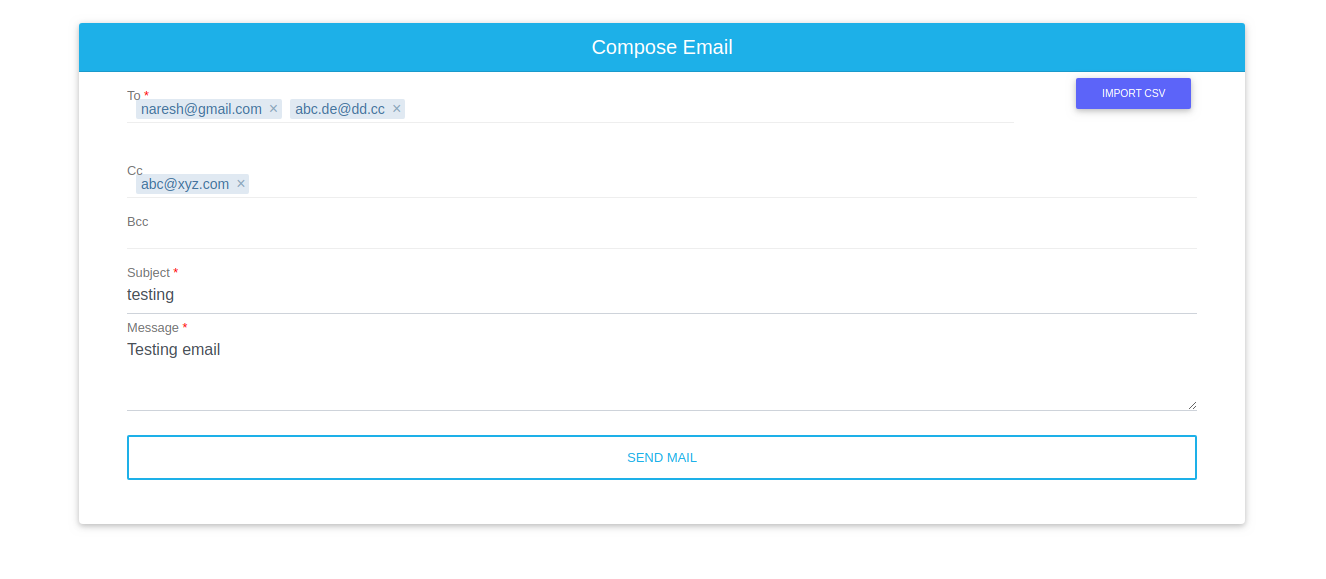 Compose Email
To *
IMPORT CSV
naresh@gmail.com × abc.de@dd.cc ×
Cc
abc@xyz.com ×
Bcc
Subject *
testing
Message *
Testing email
SEND MAIL